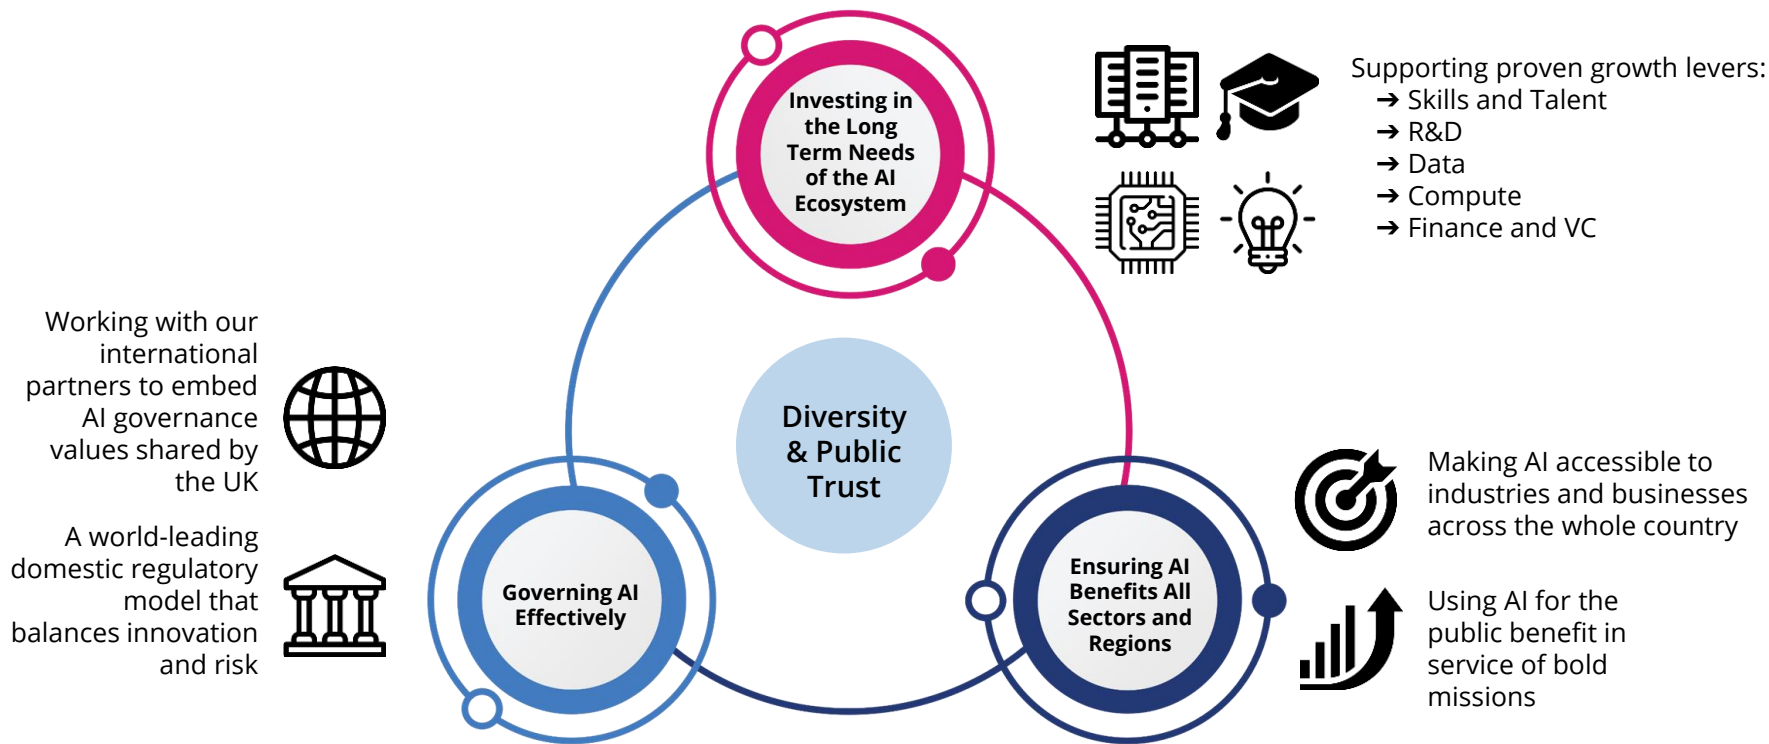 Investing in
the Long
Term Needs
of the AI
Ecosystem
Supporting proven growth levers:
➔ Skills and Talent
➔ R&D
➔ Data
➔ Compute
➔ Finance and VC
Working with our
international
partners to embed
AI governance
values shared by
the UK
A world-leading
domestic regulatory
model that
balances innovation
and risk
Diversity
& Public
Trust
Governing AI
Effectively
Ensuring AI
Benefits All
Sectors and
Regions
Making AI accessible to
industries and businesses
across the whole country
Using AI for the
public benefit in
service of bold
missions